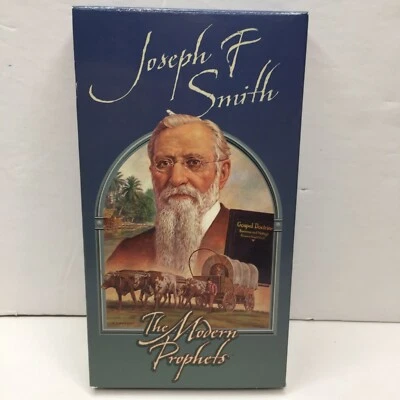 Joseph F
Smith
Gospel Doctrine
The Modern
Prophets